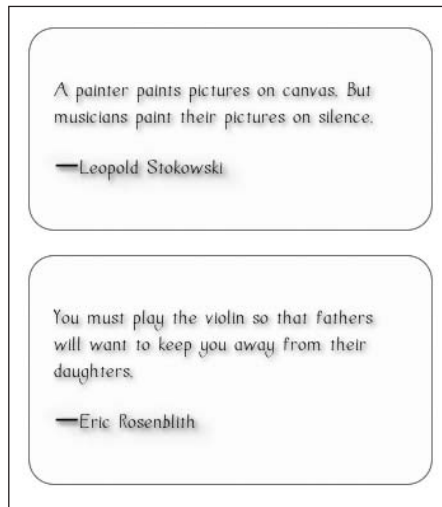 A painter paints pictures on canvas. But
musicians paint their pictures on silence.
—Leopold Stokowski
You must play the violin so that fathers
will want to keep you away from their
daughters.
—Eric Rosenblith